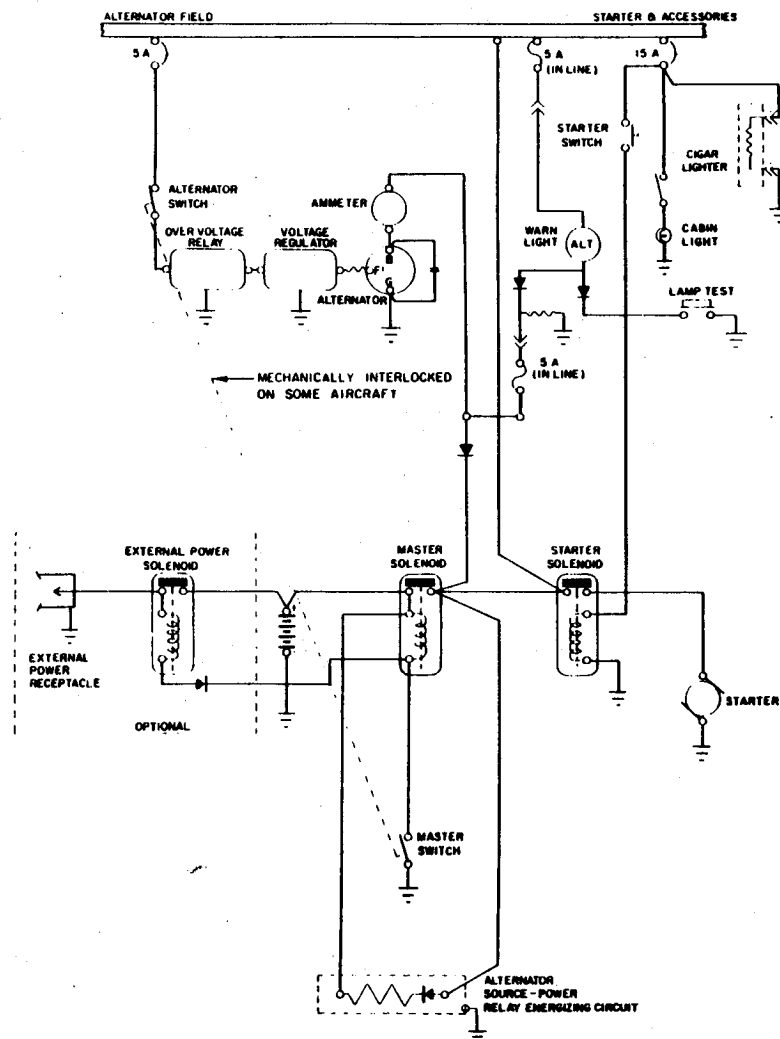 ALTERNATOR FIELD
STARTER & ACCESSORIES
5 A
5 A
(IN LINE)
15 A
STARTER
SWITCH
CIGAR
LIGHTER
ALTERNATOR
SWITCH
AMMETER
OVER VOLTAGE
RELAY
VOLTAGE
REGULATOR
WARN
LIGHT
ALT
CABIN
LIGHT
B
F
G
ALTERNATOR
LAMP TEST
5 A
(IN LINE)
MECHANICALLY INTERLOCKED
ON SOME AIRCRAFT
EXTERNAL POWER
SOLENOID
MASTER
SOLENOID
STARTER
SOLENOID
EXTERNAL
POWER
RECEPTACLE
OPTIONAL
STARTER
MASTER
SWITCH
ALTERNATOR
SOURCE - POWER
RELAY ENERGIZING CIRCUIT